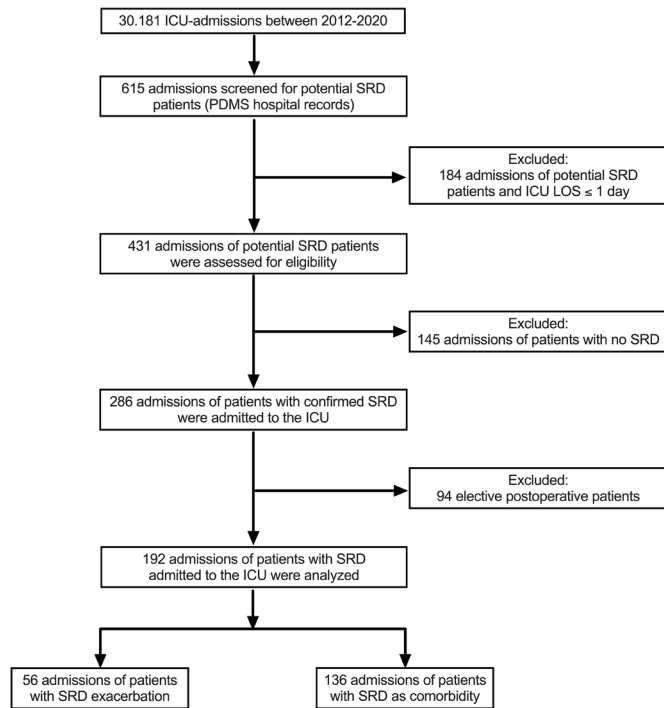 30.181 ICU-admissions between 2012-2020
615 admissions screened for potential SRD
patients (PDMS hospital records)
Excluded:
184 admissions of potential SRD
patients and ICU LOS ≤ 1 day
431 admissions of potential SRD patients
were assessed for eligibility
Excluded:
145 admissions of patients with no SRD
286 admissions of patients with confirmed SRD
were admitted to the ICU
Excluded:
94 elective postoperative patients
192 admissions of patients with SRD
admitted to the ICU were analyzed
56 admissions of patients
with SRD exacerbation
136 admissions of patients
with SRD as comorbidity